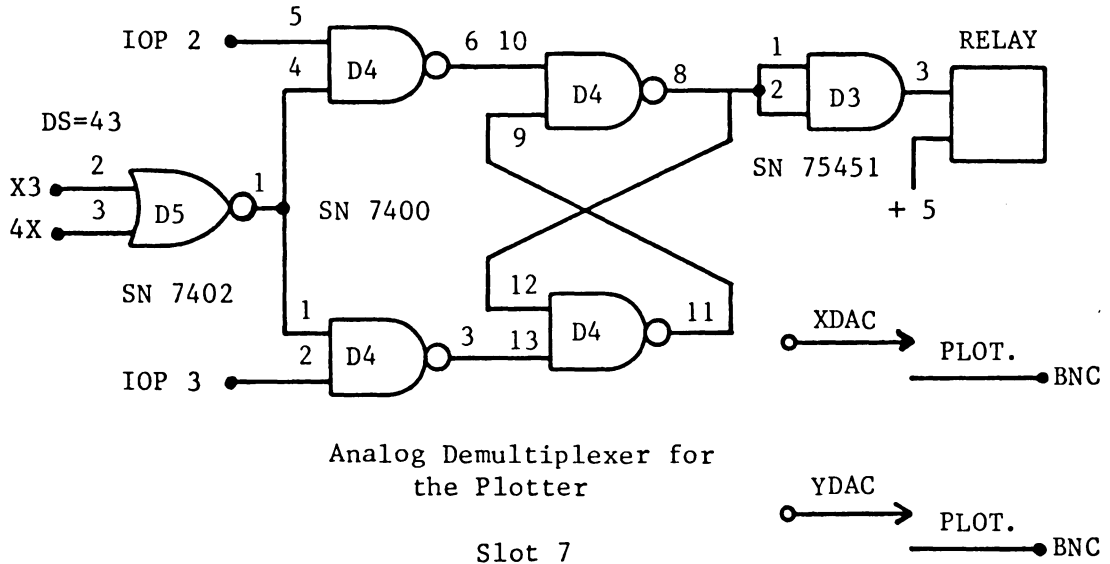 5
IOP 2
4
D4
6 10
D4
8
9
1
2
D3
3
RELAY
SN 75451
+ 5
DS=43
X3
2
4X
3
D5
1
SN 7402
SN 7400
1
2
D4
3
IOP 3
12
13
D4
11
XDAC
PLOT.
BNC
Analog Demultiplexer for
the Plotter
YDAC
PLOT.
BNC
Slot 7